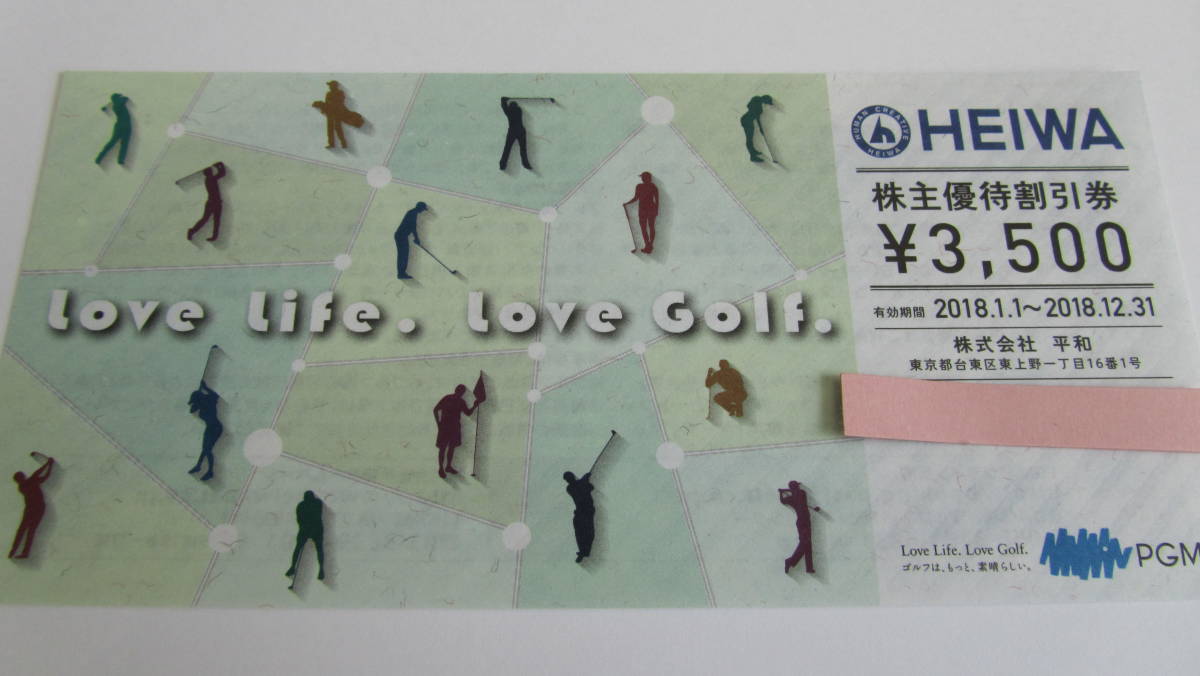 Love Life. Love Golf.
HUMAN CREATIVE
HEIWA
HEIWA
株主優待割引券
¥3,500
有効期間 2018.1.1～2018.12.31
株式会社 平和
東京都台東区東上野一丁目16番1号
Love Life. Love Golf.
ゴルフは、もっと、素晴らしい。
PGM